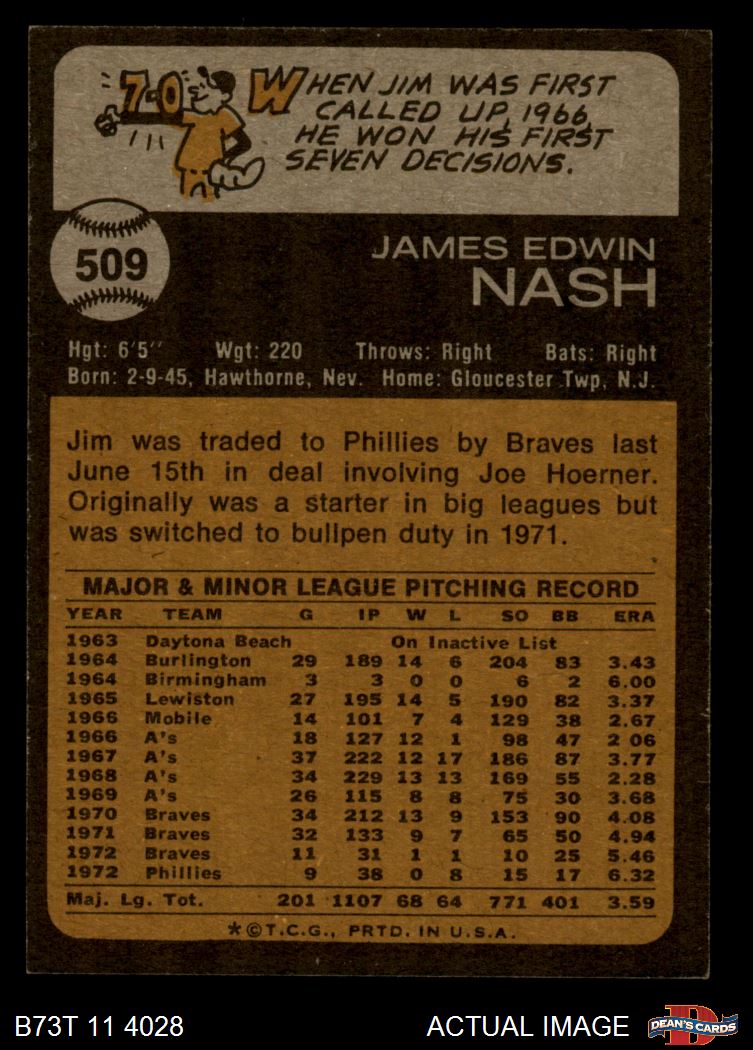 7-0
WHEN JIM WAS FIRST
CALLED UP, 1966,
HE WON HIS FIRST
SEVEN DECISIONS.
509
JAMES EDWIN
NASH
Hgt: 6'5" Wgt: 220 Throws: Right Bats: Right
Born: 2-9-45, Hawthorne, Nev. Home: Gloucester Twp, N.J.
Jim was traded to Phillies by Braves last
June 15th in deal involving Joe Hoerner.
Originally was a starter in big leagues but
was switched to bullpen duty in 1971.
MAJOR & MINOR LEAGUE PITCHING RECORD
YEAR TEAM G IP W L SO BB ERA
1963 Daytona Beach On Inactive List
1964 Burlington 29 189 14 6 204 83 3.43
1964 Birmingham 3 3 0 0 6 2 6.00
1965 Lewiston 27 195 14 5 190 82 3.37
1966 Mobile 14 101 7 4 129 38 2.67
1966 A's 18 127 12 1 98 47 2 06
1967 A's 37 222 12 17 186 87 3.77
1968 A's 34 229 13 13 169 55 2.28
1969 A's 26 115 8 8 75 30 3.68
1970 Braves 34 212 13 9 153 90 4.08
1971 Braves 32 133 9 7 65 50 4.94
1972 Braves 11 31 1 1 10 25 5.46
1972 Phillies 9 38 0 8 15 17 6.32
Maj. Lg. Tot. 201 1107 68 64 771 401 3.59
*©T.C.G., PRTD. IN U.S.A.
B73T 11 4028 ACTUAL IMAGE DEAN'S CARDS